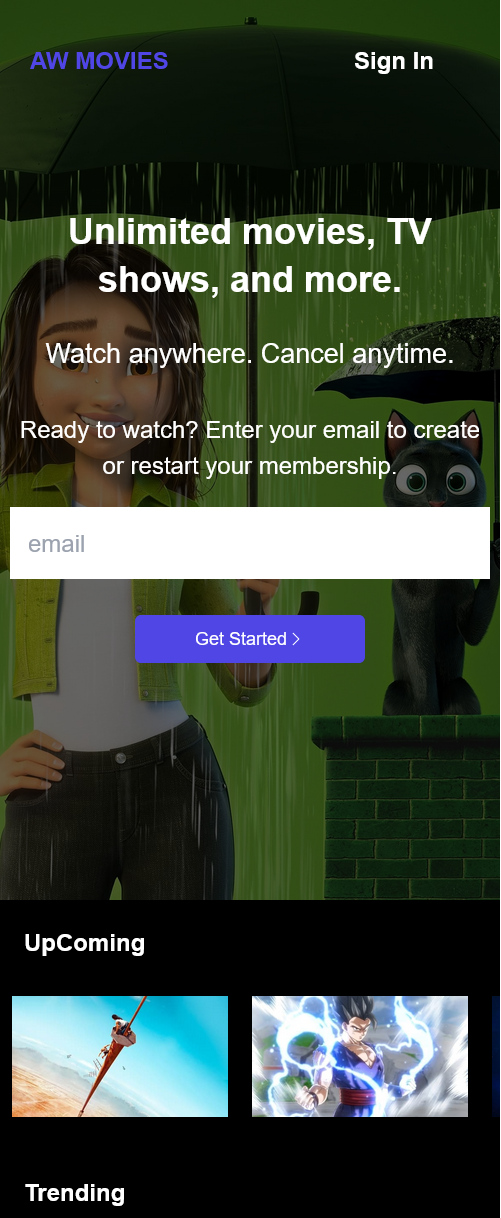 AW MOVIES
Sign In
Unlimited movies, TV
shows, and more.
Watch anywhere. Cancel anytime.
Ready to watch? Enter your email to create
or restart your membership.
email
Get Started
UpComing
Trending